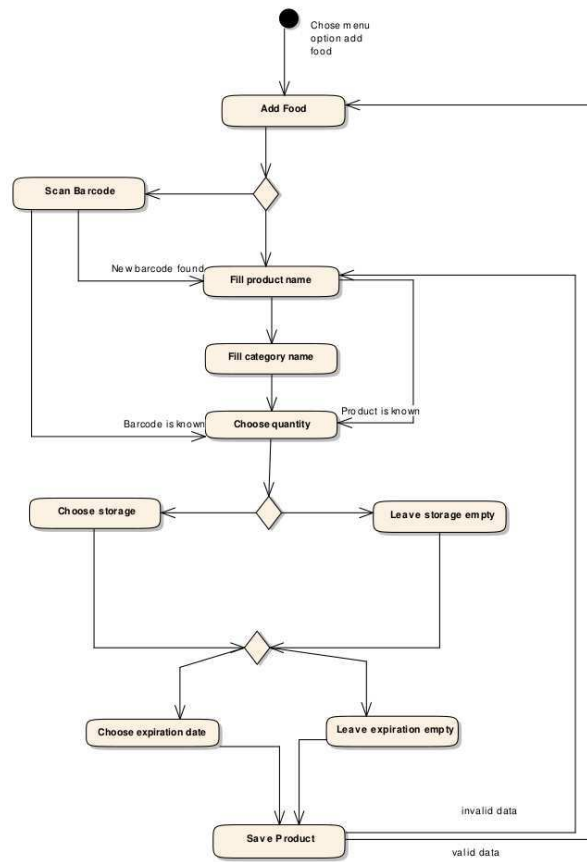 Chose menu
option add
food
Add Food
Scan Barcode
New barcode found
Fill product name
Fill category name
Product is known
Barcode is known
Choose quantity
Choose storage
Leave storage empty
Choose expiration date
Leave expiration empty
invalid data
Save Product
valid data